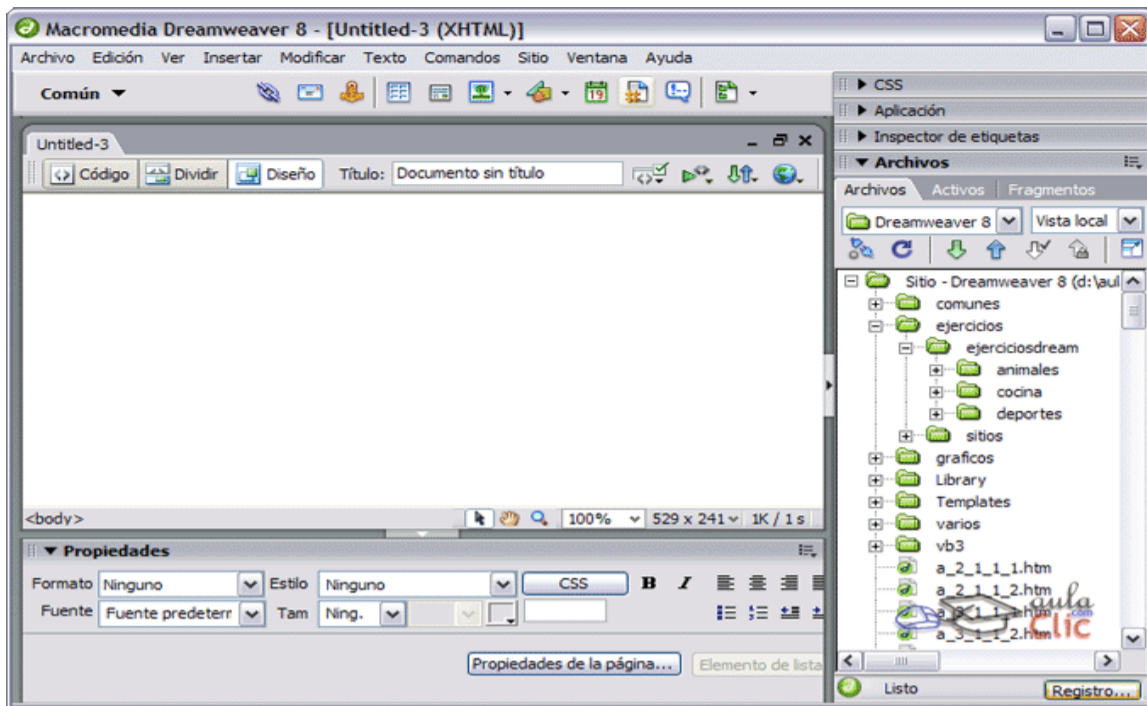 Macromedia Dreamweaver 8 - [Untitled-3 (XHTML)]
Archivo Edición Ver Insertar Modificar Texto Comandos Sitio Ventana Ayuda
Común
Untitled-3
Código Dividir Diseño Título: Documento sin título
<body> 100% 529 x 241 1K / 1 s
Propiedades
Formato Ninguno Estilo Ninguno CSS B I
Fuente Fuente predeterr Tam Ning.
Propiedades de la página... Elemento de lista
CSS
Aplicación
Inspector de etiquetas
Archivos
Archivos Activos Fragmentos
Dreamweaver 8 Vista local
Sitio - Dreamweaver 8 (d:\aul
comunes
ejercicios
ejerciciosdream
animales
cocina
deportes
sitios
graficos
Library
Templates
varios
vb3
a_2_1_1_1.htm
a_2_1_1_2.htm
a_3_1_1_2.htm
aula
.com
Clic
Listo Registro...